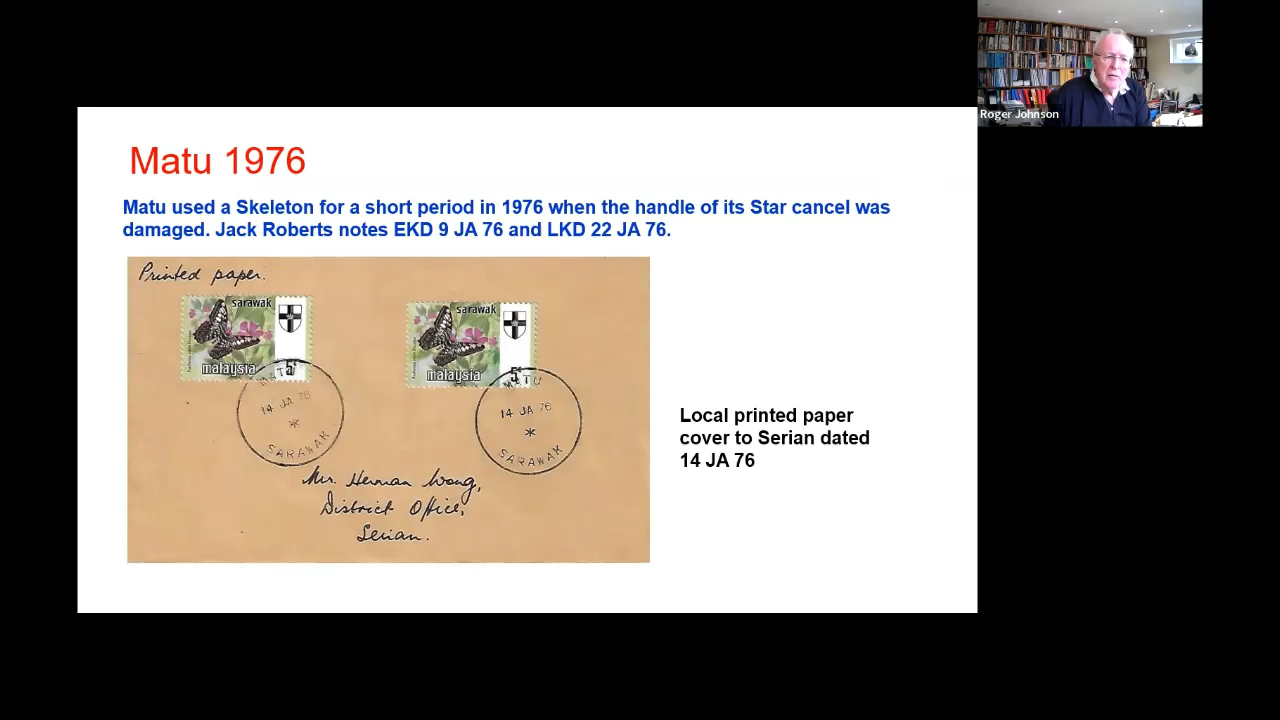 Roger Johnson
Matu 1976
Matu used a Skeleton for a short period in 1976 when the handle of its Star cancel was
damaged. Jack Roberts notes EKD 9 JA 76 and LKD 22 JA 76.
Printed paper.
sarawak
malaysia 5c
MATU
14 JA 76
*
SARAWAK
sarawak
malaysia 5c
MATU
14 JA 76
*
SARAWAK
Mr. Herman Wong,
District Office,
Serian.
Local printed paper
cover to Serian dated
14 JA 76